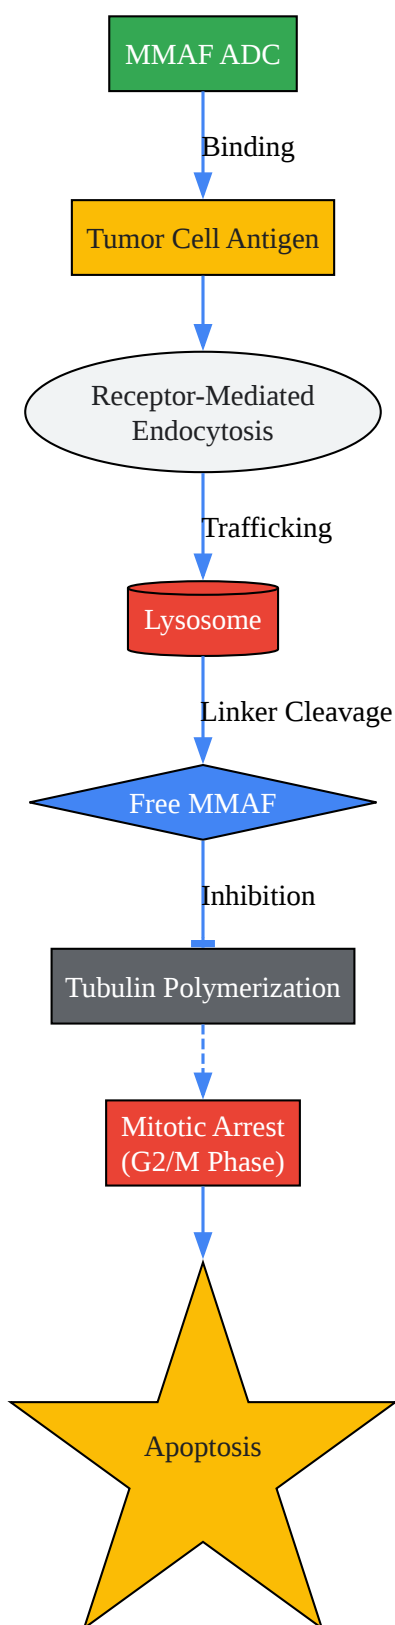 MMAF ADC
Binding
Tumor Cell Antigen
Receptor-Mediated
Endocytosis
Trafficking
Lysosome
Linker Cleavage
Free MMAF
Inhibition
Tubulin Polymerization
Mitotic Arrest
(G2/M Phase)
Apoptosis